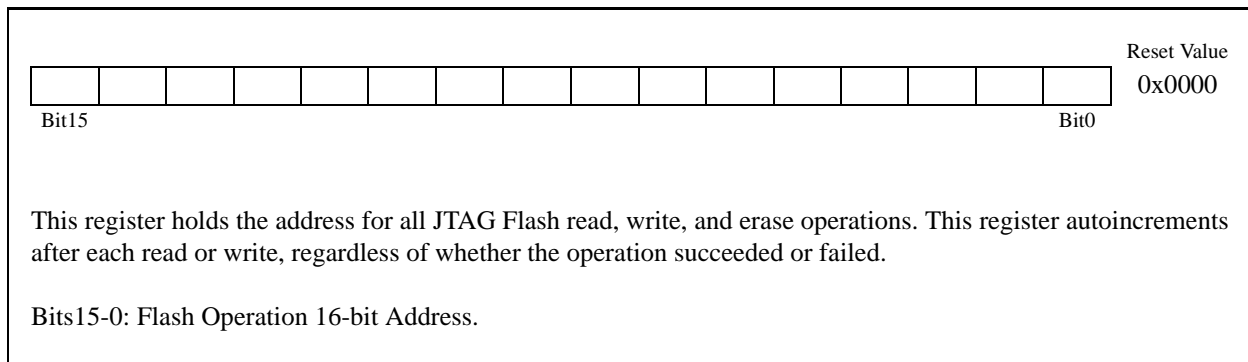 Reset Value
0x0000
Bit15 Bit0
This register holds the address for all JTAG Flash read, write, and erase operations. This register autoincrements
after each read or write, regardless of whether the operation succeeded or failed.
Bits15-0: Flash Operation 16-bit Address.